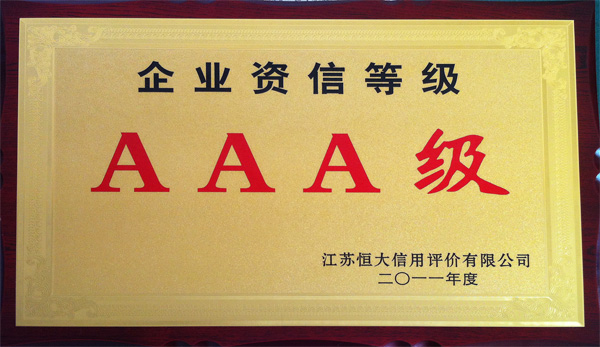 企业资信等级
AAA级
江苏恒大信用评价有限公司
二〇一一年度